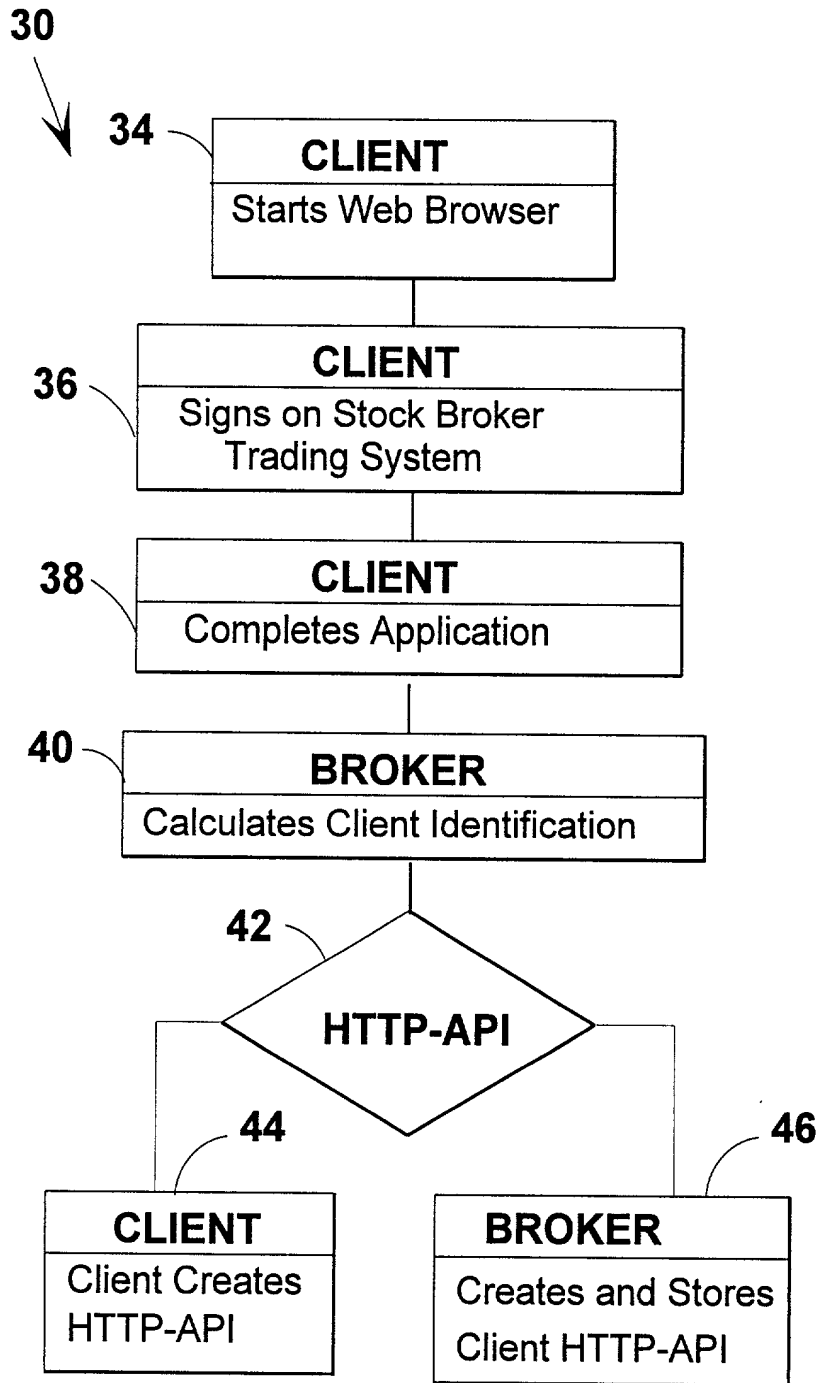 30
34
CLIENT
Starts Web Browser
CLIENT
36
Signs on Stock Broker
Trading System
CLIENT
38
Completes Application
40
BROKER
Calculates Client Identification
42
HTTP-API
44
46
CLIENT
BROKER
Client Creates
HTTP-API
Creates and Stores
Client HTTP-API